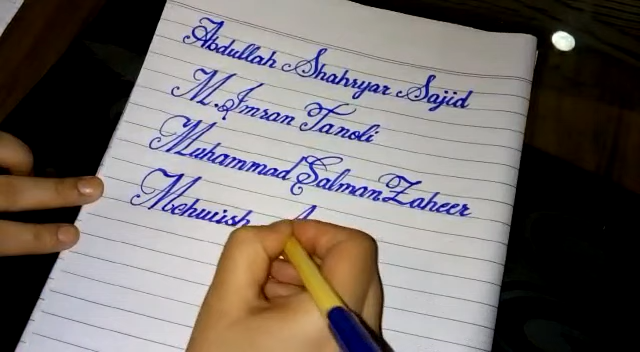 Abdullah Shahryar Sajid
M. Imran Tanoli
Muhammad Salman Zaheer
Mehwish A